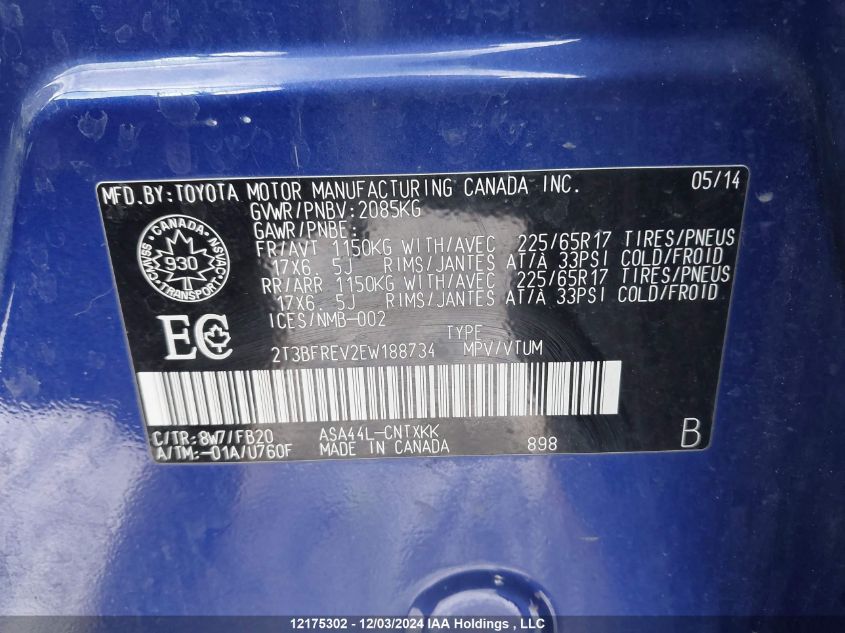 MFD.BY:TOYOTA MOTOR MANUFACTURING CANADA INC. 05/14
GVWR/PNBV:2085KG
GAWR/PNBE:
FR/AVT 1150KG WITH/AVEC 225/65R17 TIRES/PNEUS
17X6.5J RIMS/JANTES AT/À 33PSI COLD/FROID
RR/ARR 1150KG WITH/AVEC 225/65R17 TIRES/PNEUS
17X6.5J RIMS/JANTES AT/À 33PSI COLD/FROID
CANADA
CMVSS 930 NSVAC
TRANSPORT
ICES/NMB-002
EC
TYPE
2T3BFREV2EW188734 MPV/VTUM
C/TR:8W7/FB20 ASA44L-CNTXKK
A/TM:-01A/U760F MADE IN CANADA 898 B
12175302 - 12/03/2024 IAA Holdings , LLC